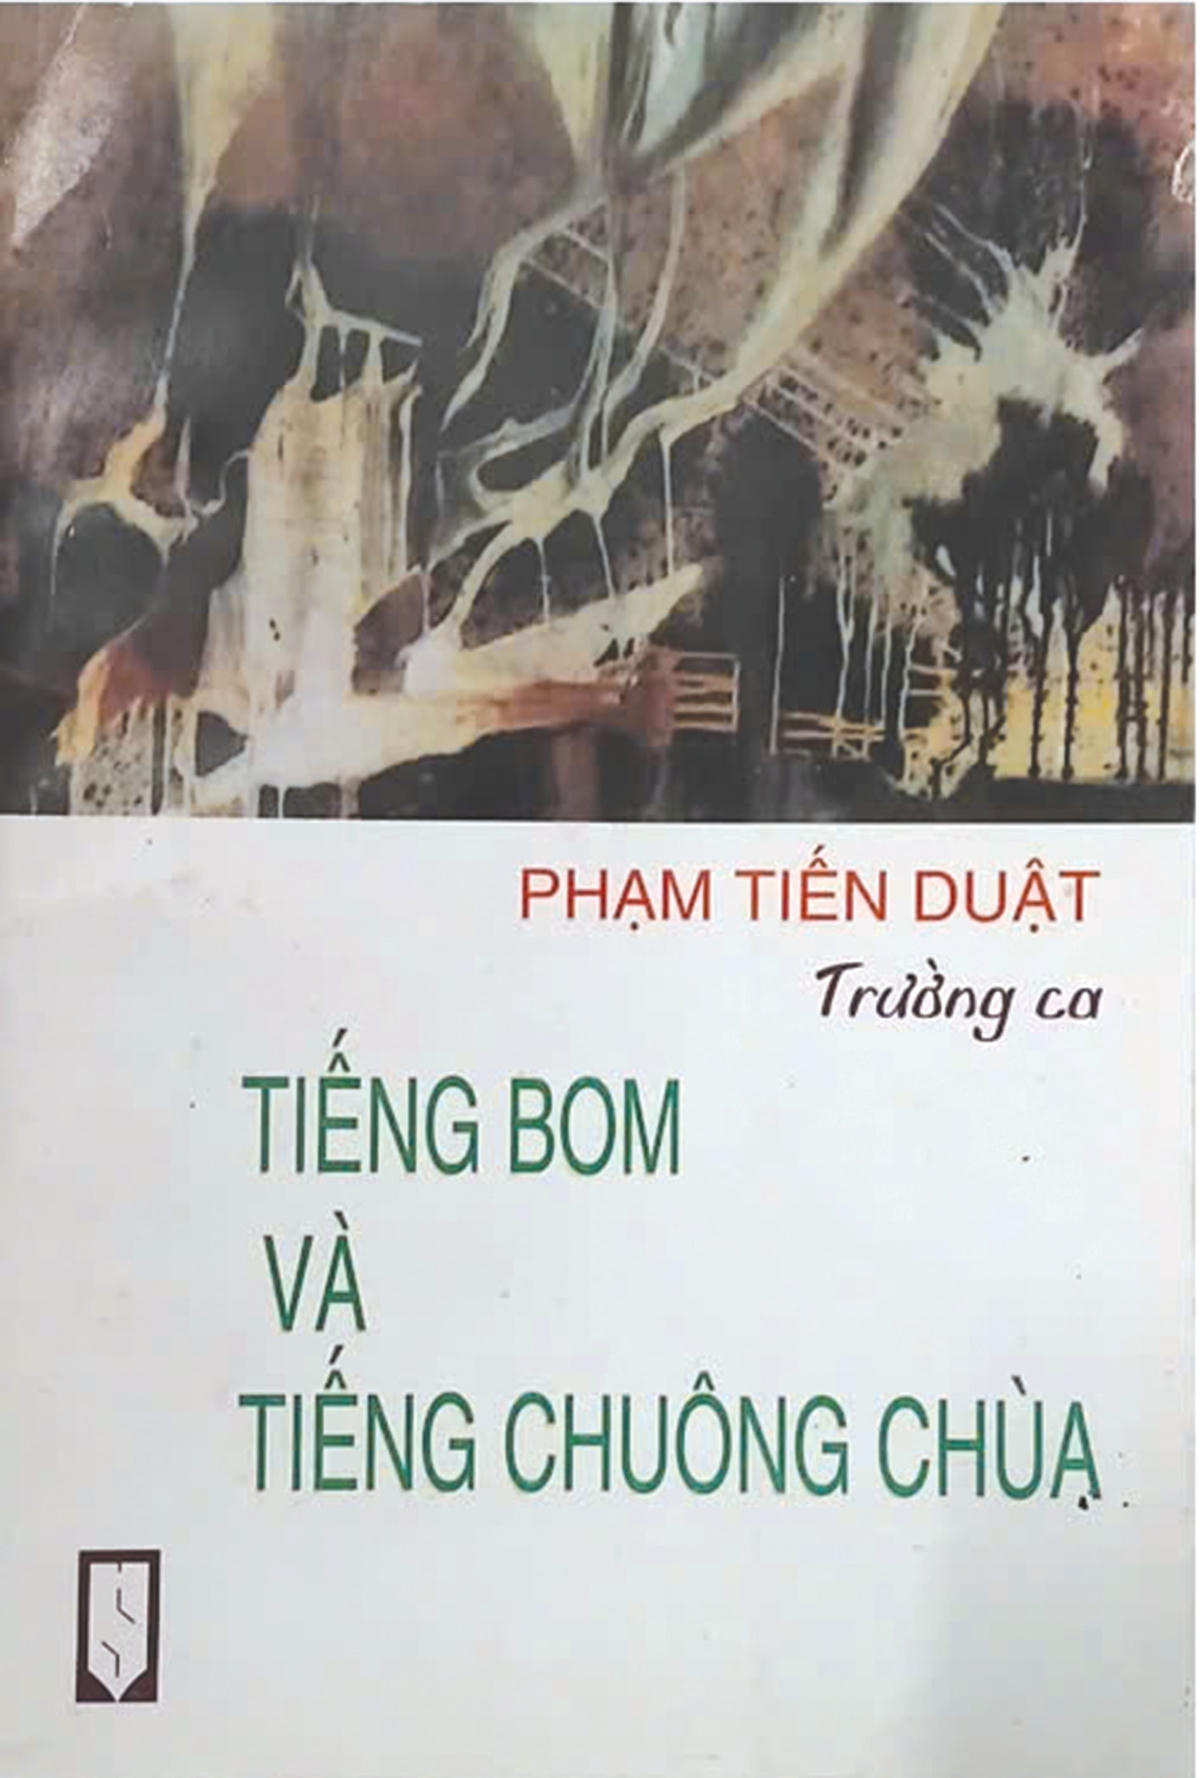 PHẠM TIẾN DUẬT
Trường ca
TIẾNG BOM
VÀ
TIẾNG CHUÔNG CHÙA